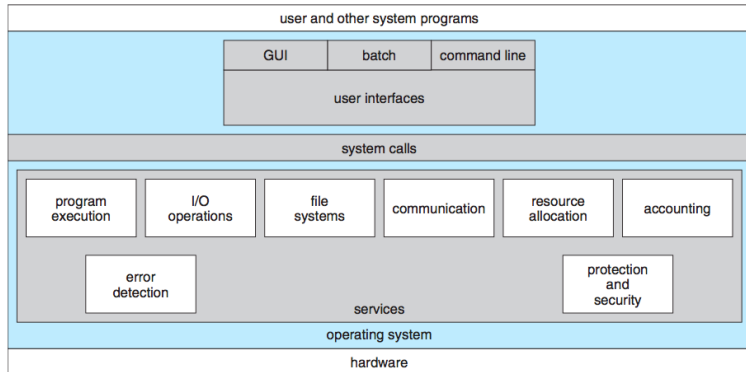 user and other system programs
GUI
batch
command line
user interfaces
system calls
program
execution
I/O
operations
file
systems
communication
resource
allocation
accounting
error
detection
protection
and
security
services
operating system
hardware